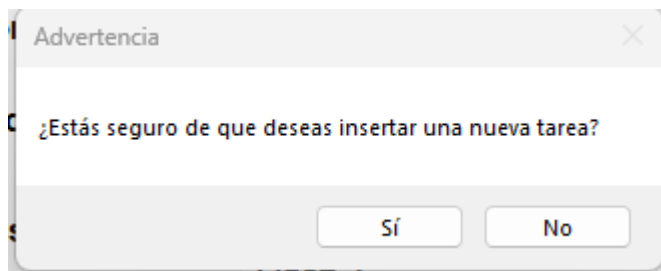 Advertencia
¿Estás seguro de que deseas insertar una nueva tarea?
Sí
No